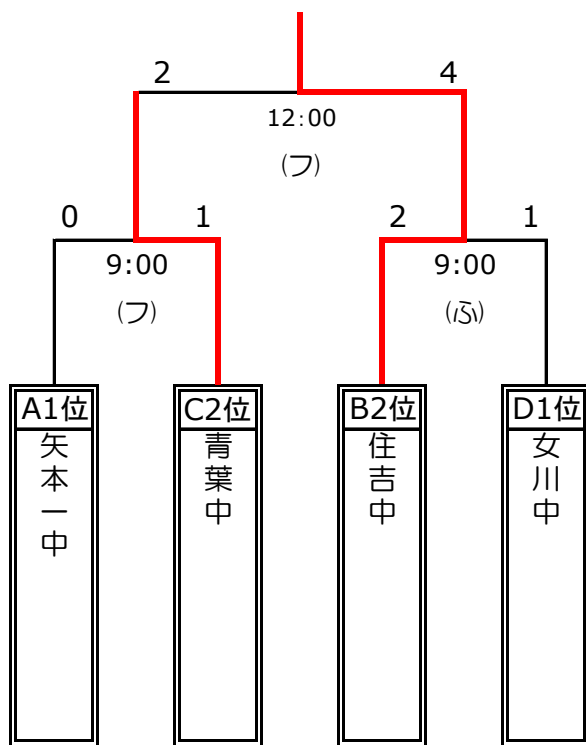 2 4
12:00
(フ)
0 1 2 1
9:00 9:00
(フ) (ふ)
A1位 C2位 B2位 D1位
矢本一中
青葉中
住吉中
女川中